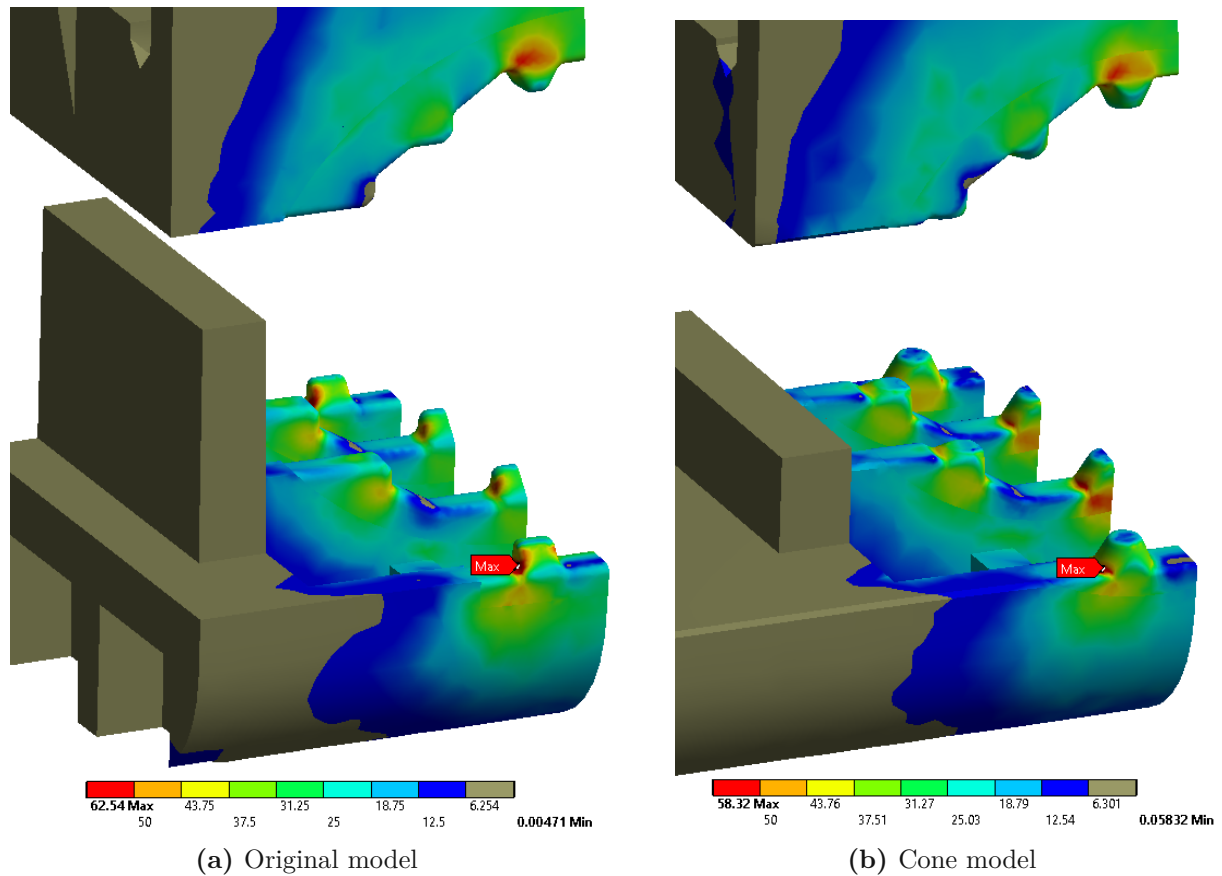 Max
Max
62.54 Max 43.75 31.25 18.75 6.254
50 37.5 25 12.5 0.00471 Min
58.32 Max 43.76 31.27 18.79 6.301
50 37.51 25.03 12.54 0.05832 Min
(a) Original model
(b) Cone model